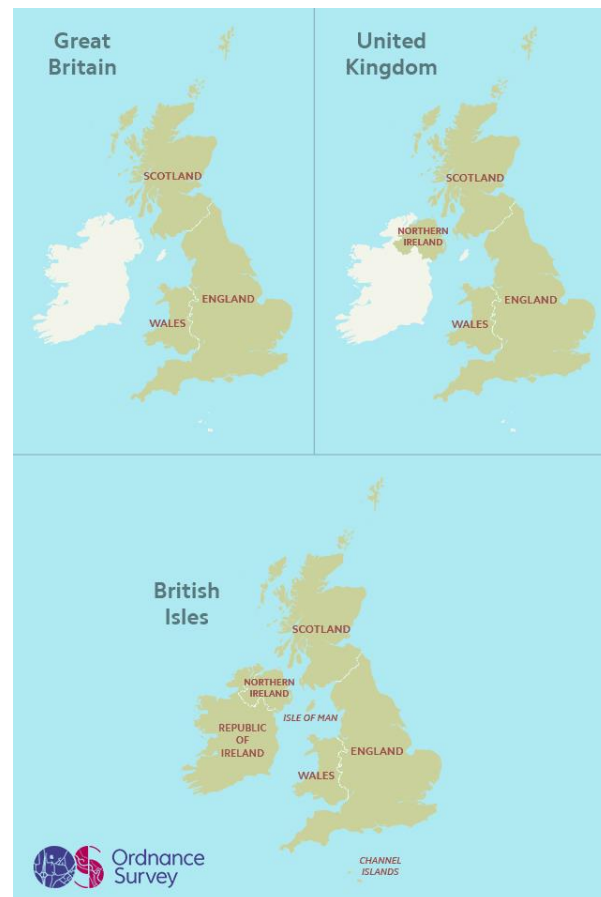 Great
Britain
SCOTLAND
ENGLAND
WALES
United
Kingdom
SCOTLAND
NORTHERN
IRELAND
ENGLAND
WALES
British
Isles
SCOTLAND
NORTHERN
IRELAND
ISLE OF MAN
REPUBLIC
OF
IRELAND
ENGLAND
WALES
CHANNEL
ISLANDS
Ordnance
Survey